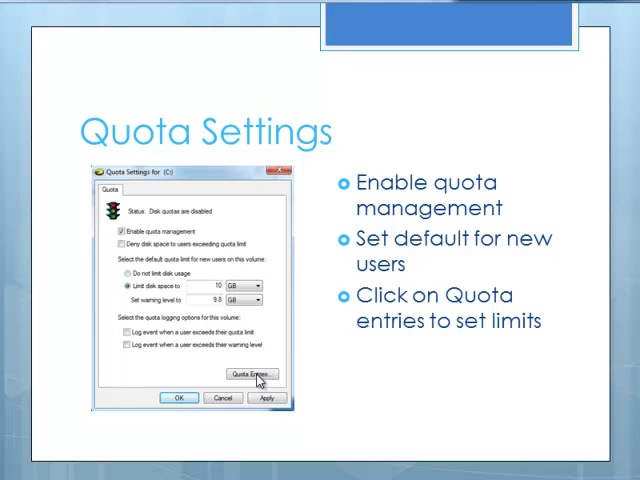 Quota Settings
Quota Settings for (C:)
Quota
Status: Disk quotas are disabled
Enable quota management
Deny disk space to users exceeding quota limit
Select the default quota limit for new users on this volume:
Do not limit disk usage
Limit disk space to 10 GB
Set warning level to 9.8 GB
Select the quota logging options for this volume:
Log event when a user exceeds their quota limit
Log event when a user exceeds their warning level
Quota Entries...
OK Cancel Apply
Enable quota
management
Set default for new
users
Click on Quota
entries to set limits